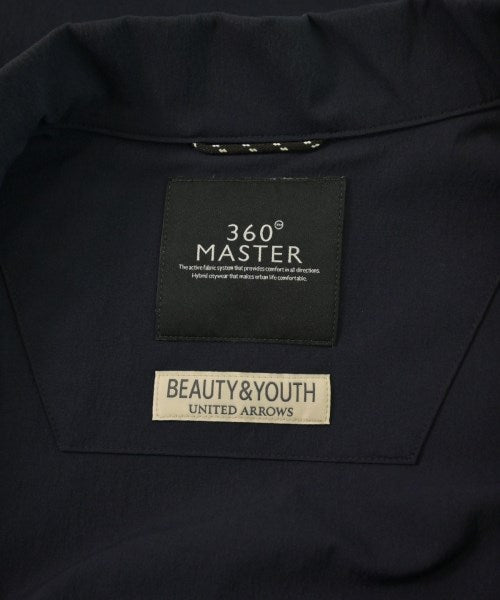 360°
MASTER
The active fabric system that provides comfort in all directions.
Hybrid citywear that makes urban life comfortable.
BEAUTY&YOUTH
UNITED ARROWS